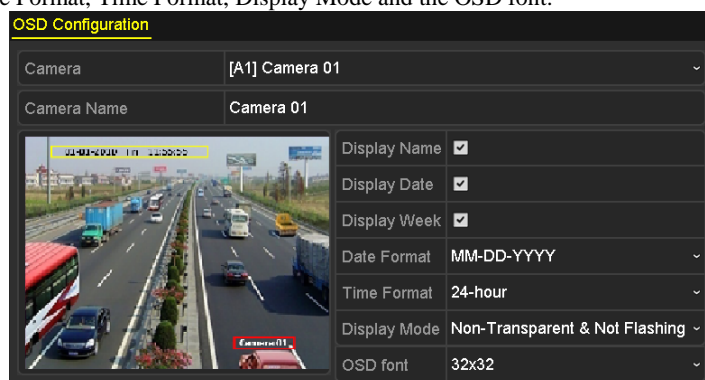 Format, Time Format, Display Mode and the OSD font.
OSD Configuration
Camera [A1] Camera 01
Camera Name Camera 01
Display Name
Display Date
Display Week
Date Format MM-DD-YYYY
Time Format 24-hour
Display Mode Non-Transparent & Not Flashing
OSD font 32x32
Camera01